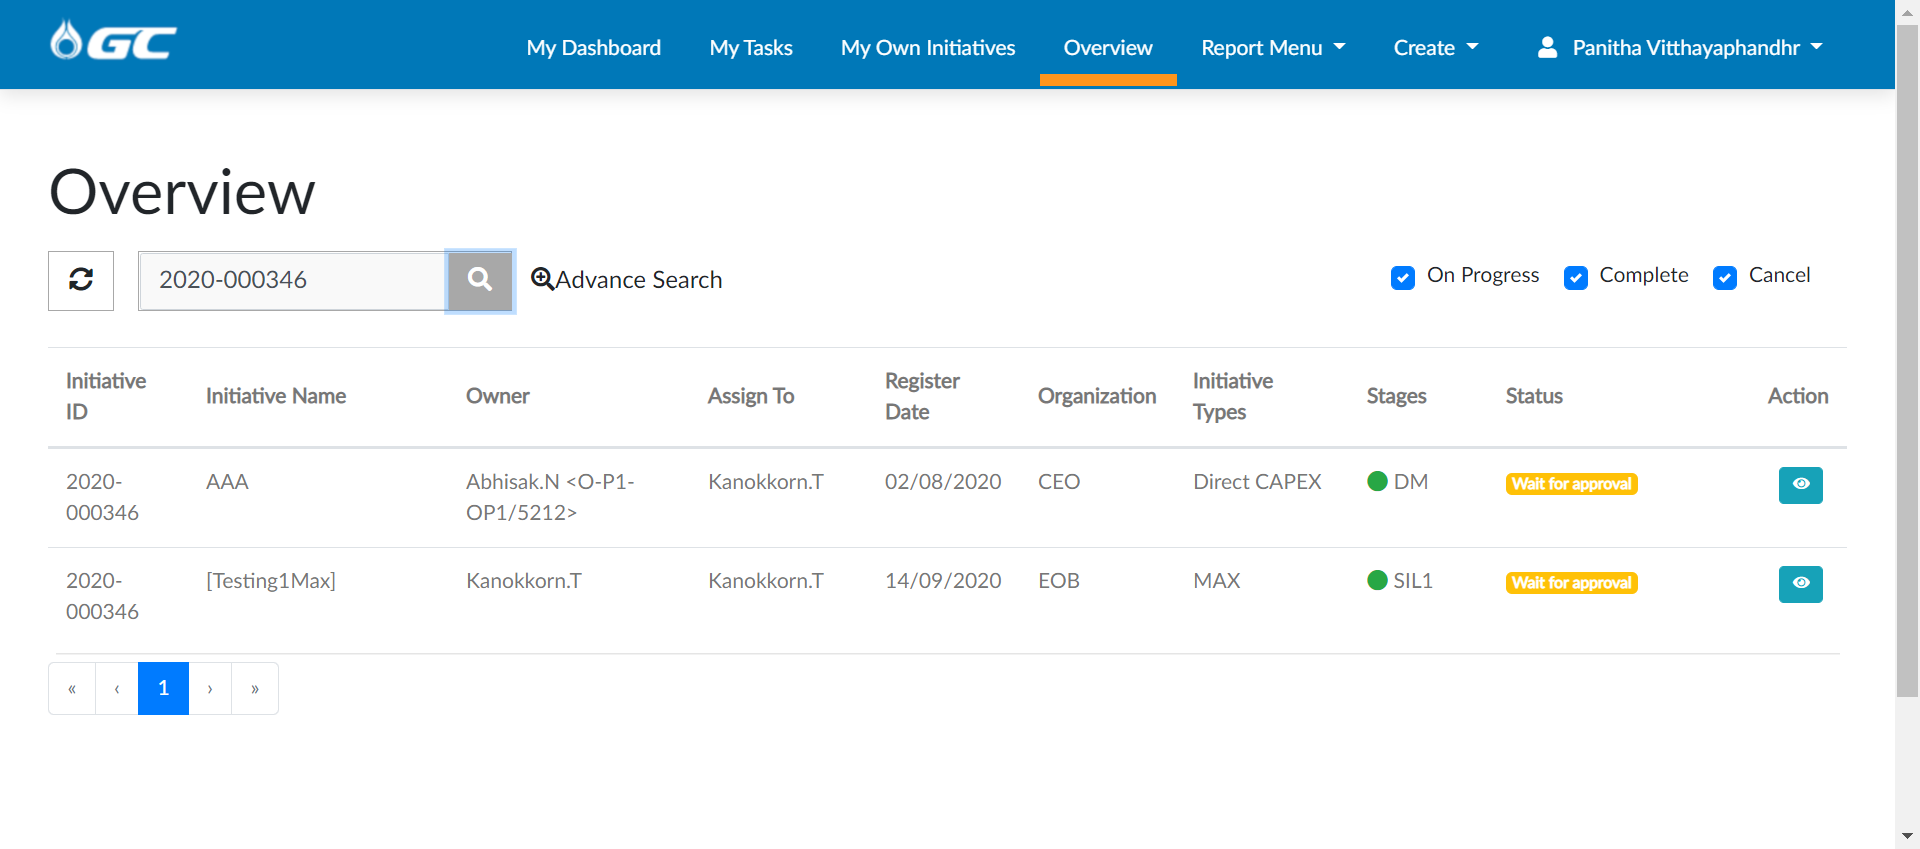 GC
My Dashboard
My Tasks
My Own Initiatives
Overview
Report Menu
Create
Panitha Vitthayaphandhr
Overview
2020-000346
Advance Search
On Progress
Complete
Cancel
Initiative
ID
Initiative Name
Owner
Assign To
Register
Date
Organization
Initiative
Types
Stages
Status
Action
2020-
000346
AAA
Abhisak.N <O-P1-
OP1/5212>
Kanokkorn.T
02/08/2020
CEO
Direct CAPEX
DM
Wait for approval
2020-
000346
[Testing1Max]
Kanokkorn.T
Kanokkorn.T
14/09/2020
EOB
MAX
SIL1
Wait for approval
« ‹ 1 › »